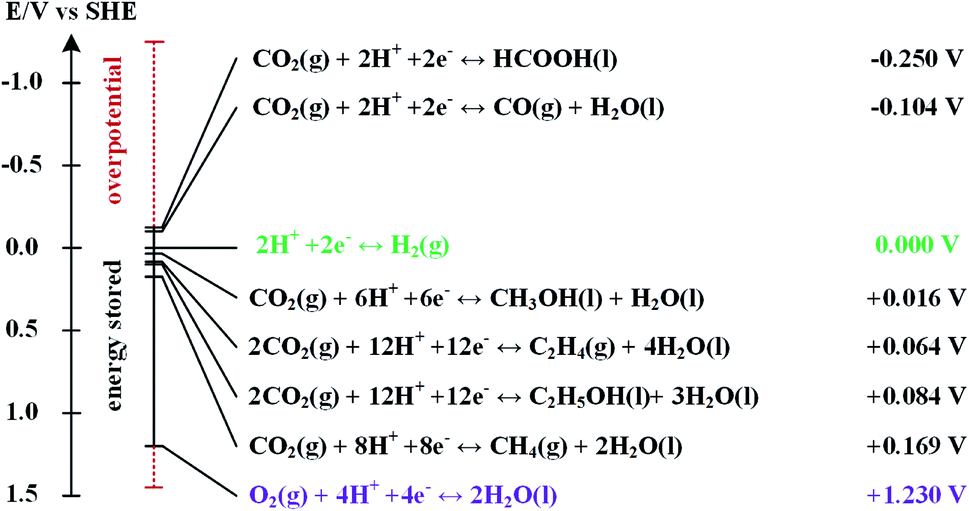 E/V vs SHE
-1.0
-0.5
0.0
0.5
1.0
1.5
overpotential
energy stored
CO₂(g) + 2H⁺ +2e⁻ ↔ HCOOH(l) -0.250 V
CO₂(g) + 2H⁺ +2e⁻ ↔ CO(g) + H₂O(l) -0.104 V
2H⁺ +2e⁻ ↔ H₂(g) 0.000 V
CO₂(g) + 6H⁺ +6e⁻ ↔ CH₃OH(l) + H₂O(l) +0.016 V
2CO₂(g) + 12H⁺ +12e⁻ ↔ C₂H₄(g) + 4H₂O(l) +0.064 V
2CO₂(g) + 12H⁺ +12e⁻ ↔ C₂H₅OH(l)+ 3H₂O(l) +0.084 V
CO₂(g) + 8H⁺ +8e⁻ ↔ CH₄(g) + 2H₂O(l) +0.169 V
O₂(g) + 4H⁺ +4e⁻ ↔ 2H₂O(l) +1.230 V